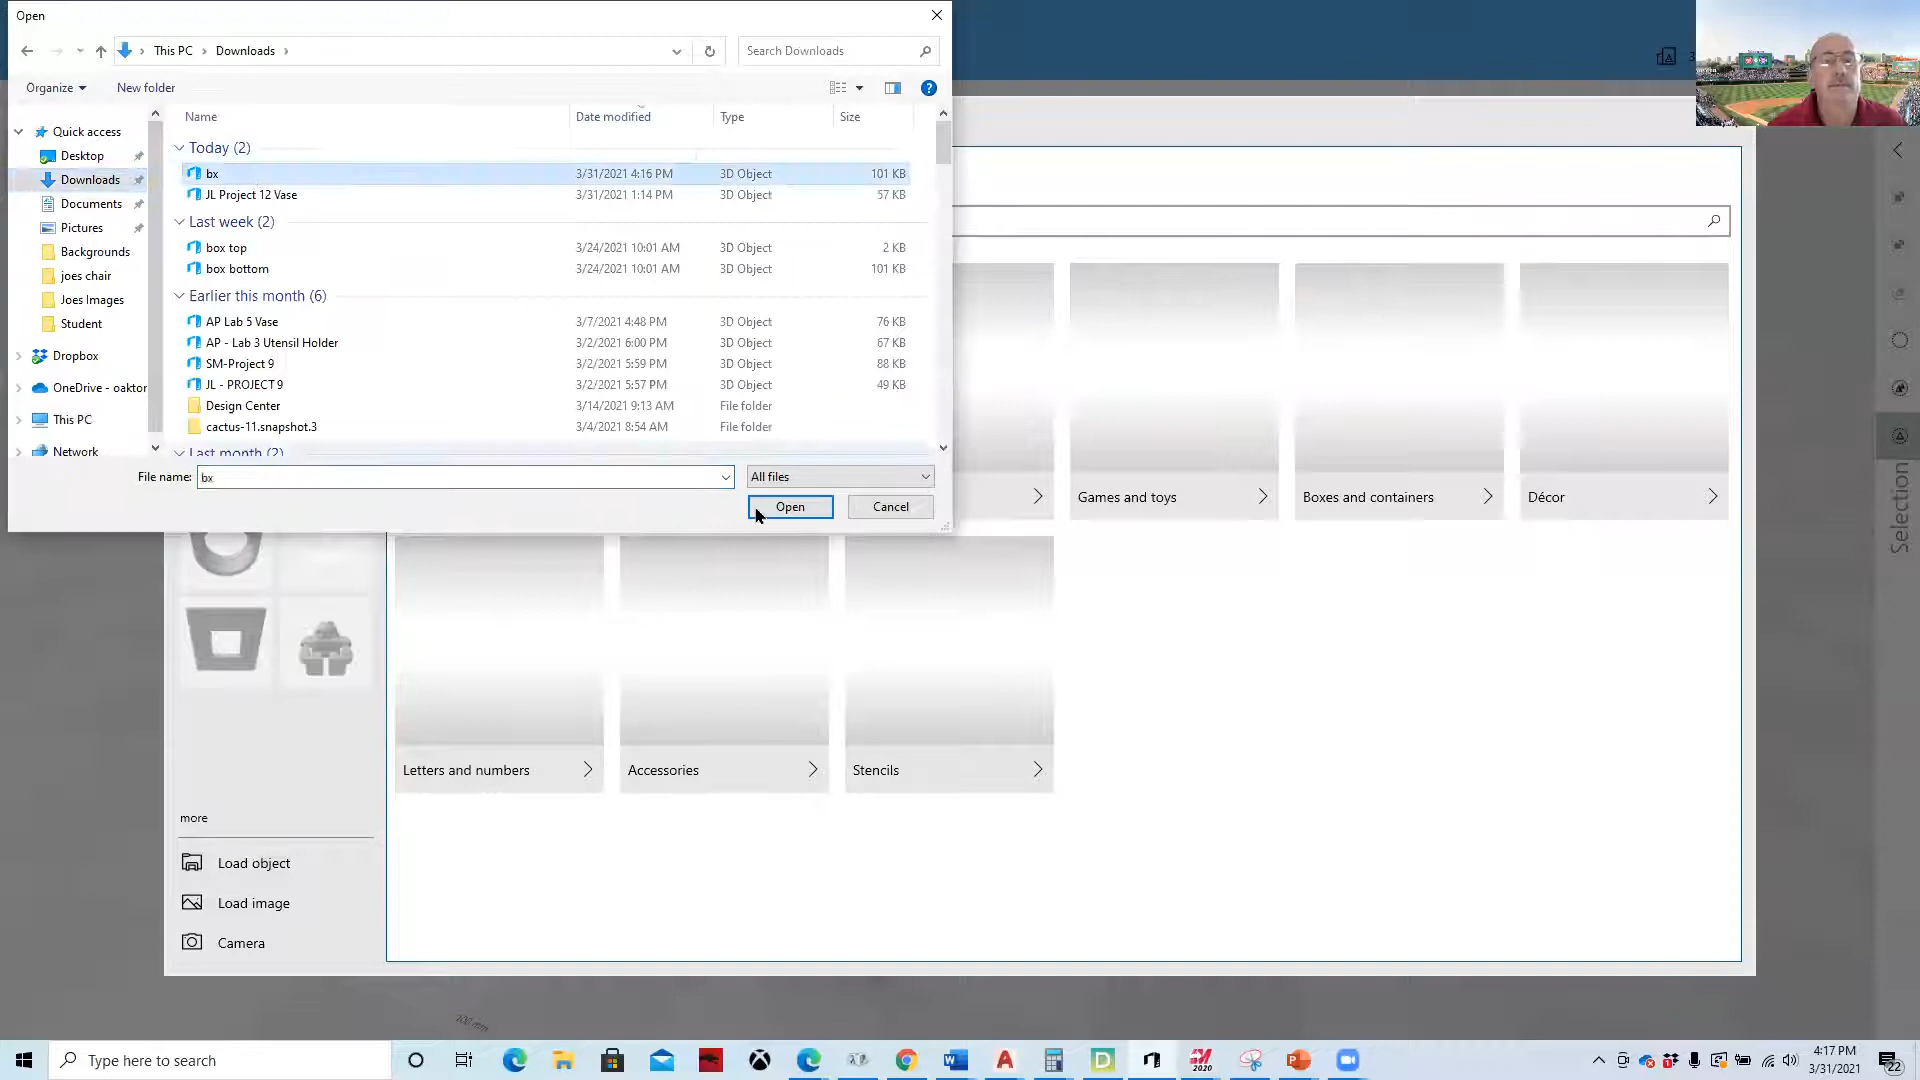 Open
This PC
Downloads
Search Downloads
Organize
New folder
Name
Date modified
Type
Size
Quick access
Desktop
Downloads
Documents
Pictures
Backgrounds
joes chair
Joes Images
Student
Dropbox
OneDrive - oaktor
This PC
Network
Today (2)
bx 3/31/2021 4:16 PM 3D Object 101 KB
JL Project 12 Vase 3/31/2021 1:14 PM 3D Object 57 KB
Last week (2)
box top 3/24/2021 10:01 AM 3D Object 2 KB
box bottom 3/24/2021 10:01 AM 3D Object 101 KB
Earlier this month (6)
AP Lab 5 Vase 3/7/2021 4:48 PM 3D Object 76 KB
AP - Lab 3 Utensil Holder 3/2/2021 6:00 PM 3D Object 67 KB
SM-Project 9 3/2/2021 5:59 PM 3D Object 88 KB
JL - PROJECT 9 3/2/2021 5:57 PM 3D Object 49 KB
Design Center 3/14/2021 9:13 AM File folder
cactus-11.snapshot.3 3/4/2021 8:54 AM File folder
Last month (2)
File name: bx
All files
Open
Cancel
Games and toys
Boxes and containers
Décor
Selection
Letters and numbers
Accessories
Stencils
more
Load object
Load image
Camera
Type here to search
2020
4:17 PM
3/31/2021
22